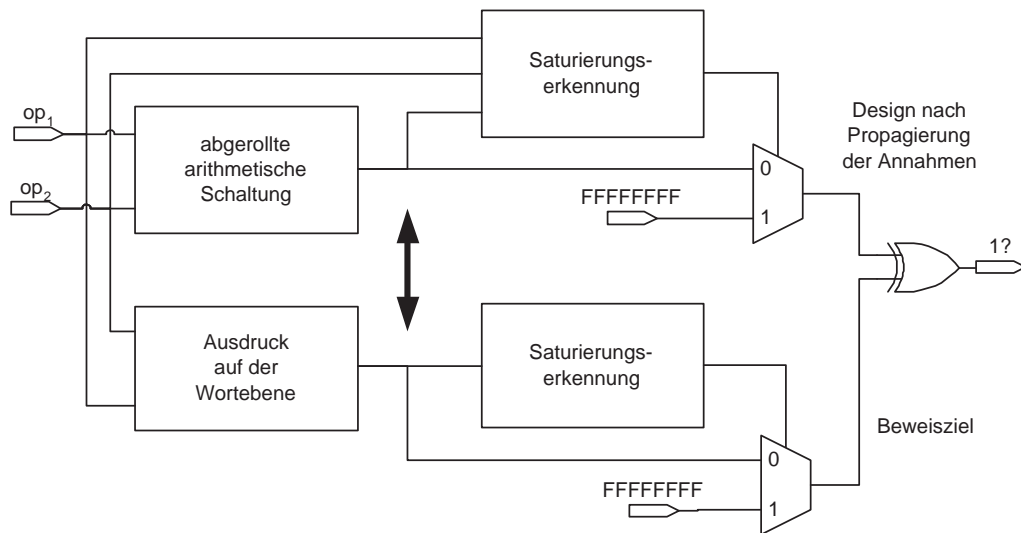 Saturierungs-
erkennung
op1
abgerollte
arithmetische
Schaltung
Design nach
Propagierung
der Annahmen
0
1
FFFFFFFF
op2
1?
Ausdruck
auf der
Wortebene
Saturierungs-
erkennung
Beweisziel
0
1
FFFFFFFF